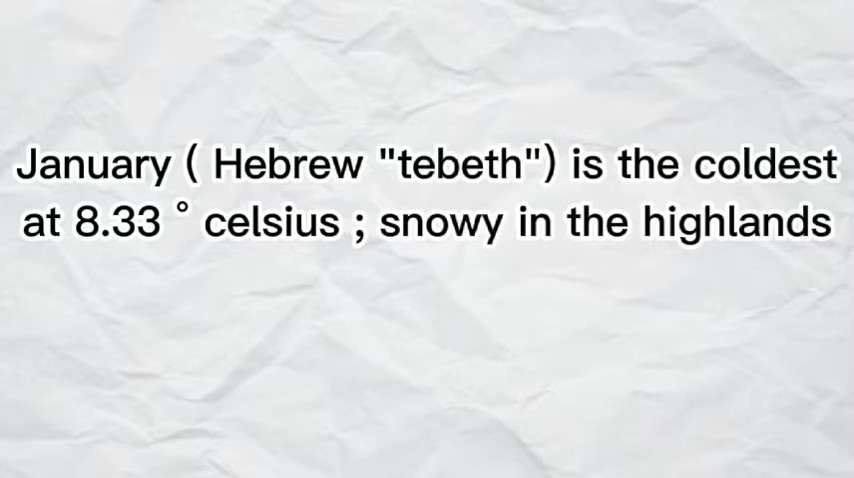 January ( Hebrew "tebeth") is the coldest
at 8.33 ° celsius ; snowy in the highlands